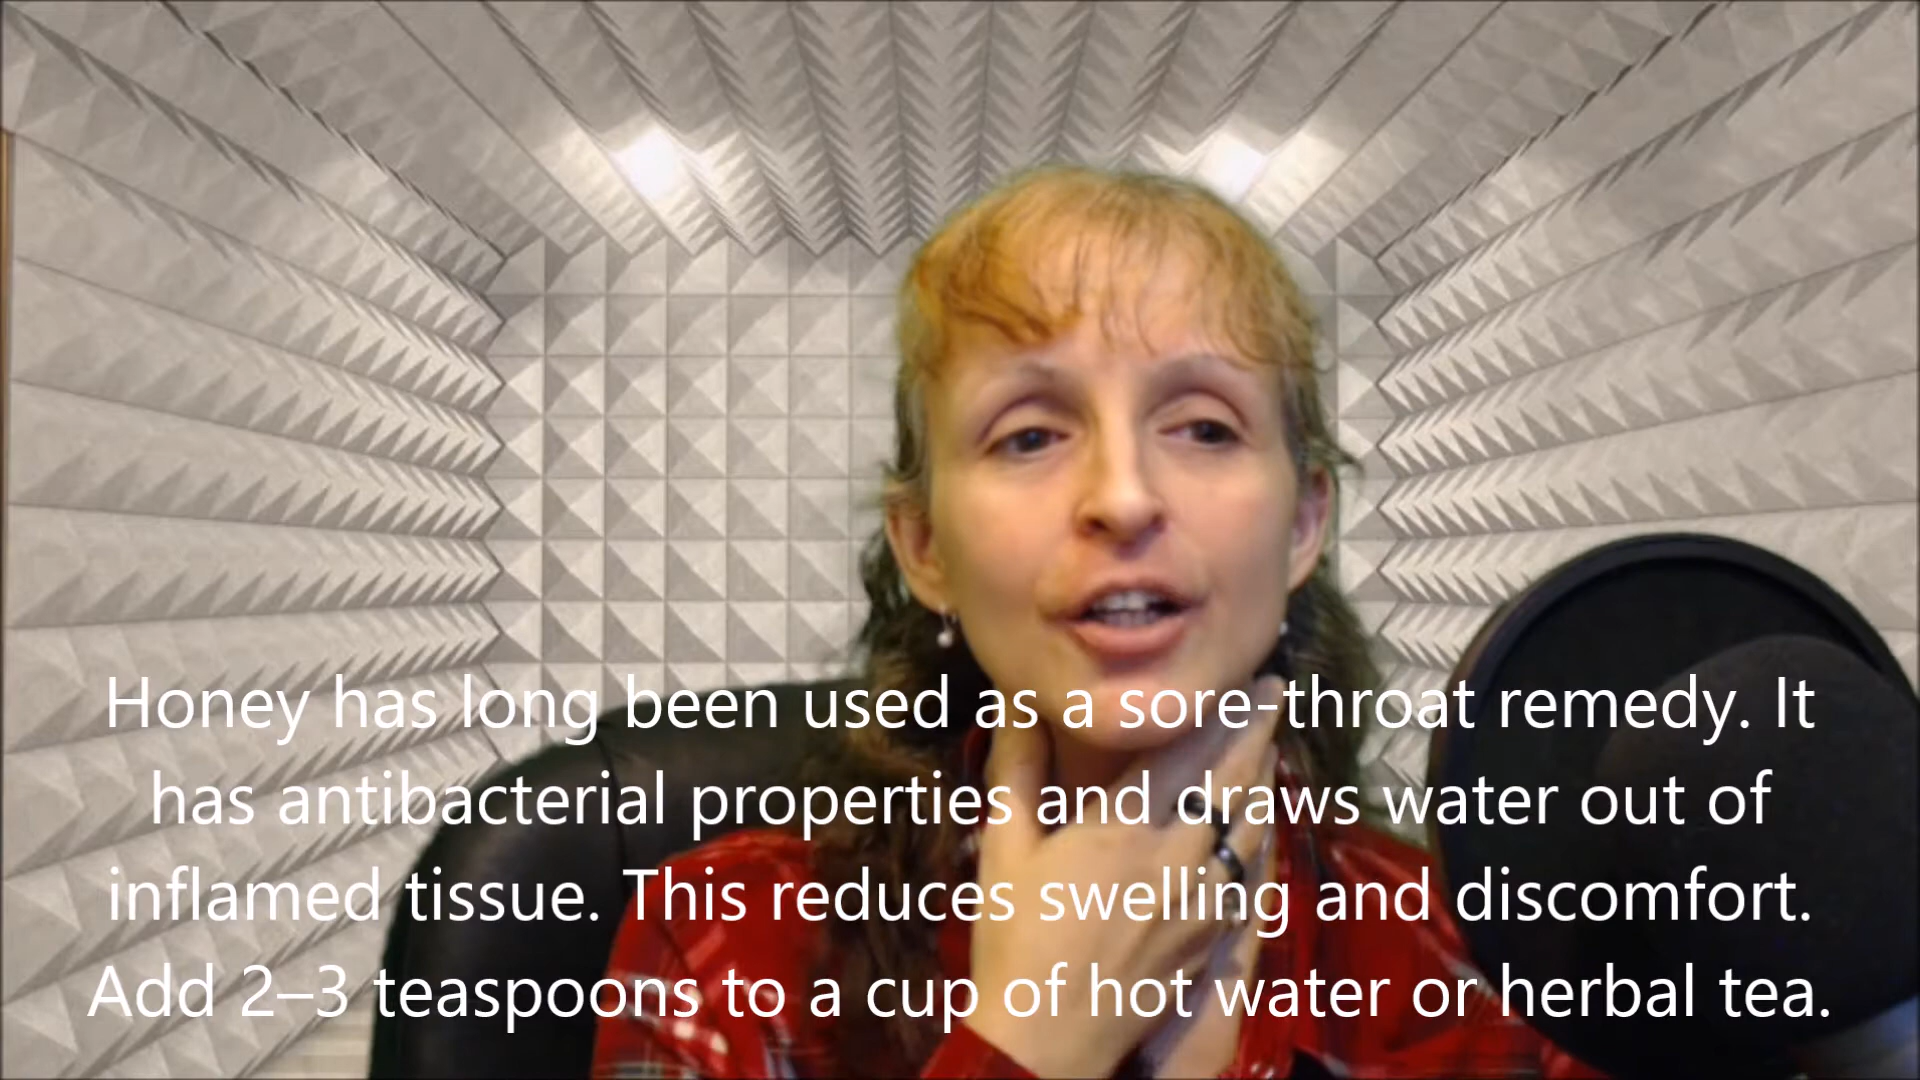 Honey has long been used as a sore-throat remedy. It
has antibacterial properties and draws water out of
inflamed tissue. This reduces swelling and discomfort.
Add 2–3 teaspoons to a cup of hot water or herbal tea.